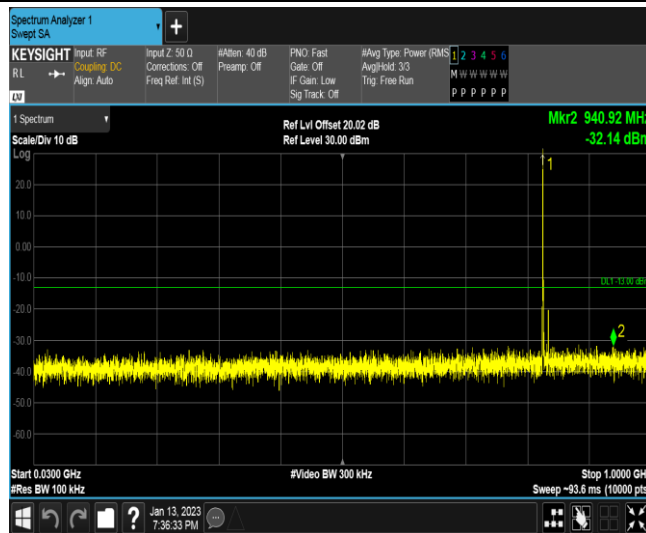 Spectrum Analyzer 1
Swept SA
+
KEYSIGHT
RL
LXI
Input: RF
Coupling: DC
Align: Auto
Input Z: 50 Ω
Corrections: Off
Freq Ref: Int (S)
#Atten: 40 dB
Preamp: Off
PNO: Fast
Gate: Off
IF Gain: Low
Sig Track: Off
#Avg Type: Power (RMS
Avg|Hold: 3/3
Trig: Free Run
1 2 3 4 5 6
M W W W W W
P P P P P P
1 Spectrum
Scale/Div 10 dB
Ref Lvl Offset 20.02 dB
Ref Level 30.00 dBm
Mkr2 940.92 MHz
-32.14 dBm
Log
1
20.0
10.0
0.00
-10.0
DL1 -13.00 dBm
-20.0
-30.0
2
-40.0
-50.0
-60.0
Start 0.0300 GHz
#Res BW 100 kHz
#Video BW 300 kHz
Stop 1.0000 GH
Sweep ~93.6 ms (10000 pts
?
Jan 13, 2023
7:36:33 PM